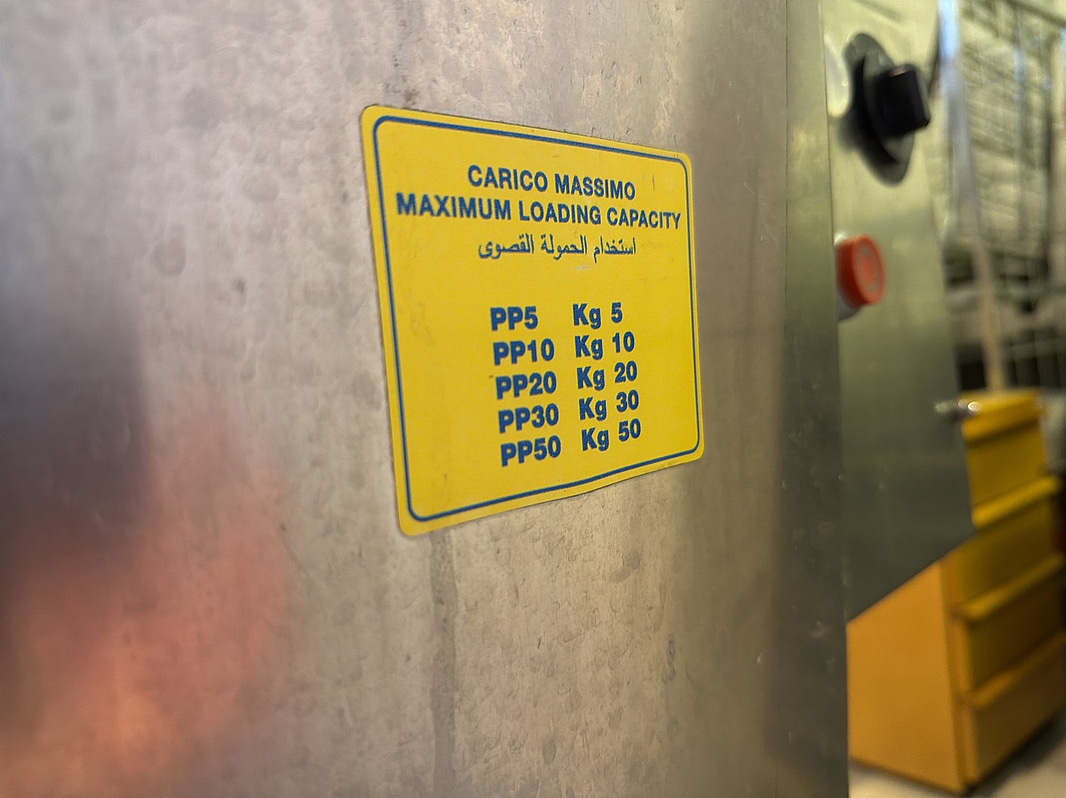 CARICO MASSIMO
MAXIMUM LOADING CAPACITY
استخدام الحمولة القصوى
PP5 Kg 5
PP10 Kg 10
PP20 Kg 20
PP30 Kg 30
PP50 Kg 50